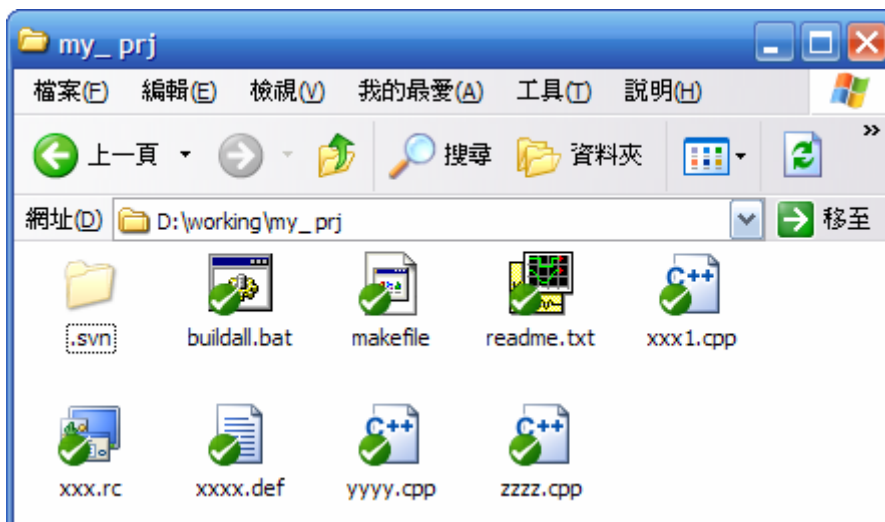 my_ prj
檔案(F) 編輯(E) 檢視(V) 我的最愛(A) 工具(T) 說明(H)
上一頁 搜尋 資料夾 »
網址(D) D:\working\my_ prj 移至
.svn buildall.bat makefile readme.txt xxx1.cpp
xxx.rc xxxx.def yyyy.cpp zzzz.cpp